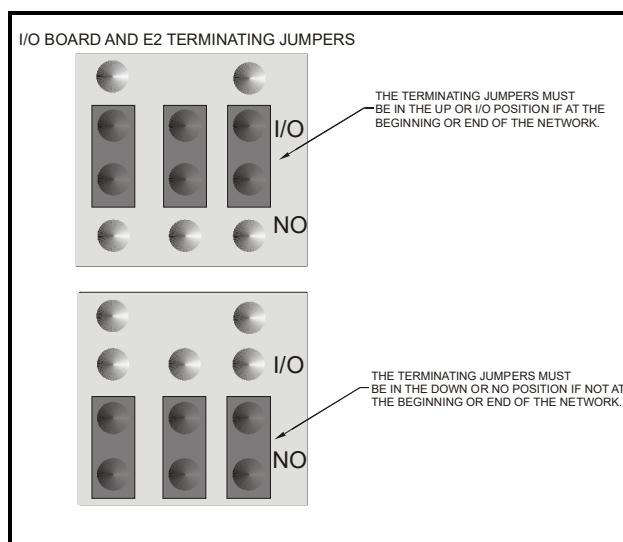 I/O BOARD AND E2 TERMINATING JUMPERS
I/O
NO
THE TERMINATING JUMPERS MUST
BE IN THE UP OR I/O POSITION IF AT THE
BEGINNING OR END OF THE NETWORK.
I/O
NO
THE TERMINATING JUMPERS MUST
BE IN THE DOWN OR NO POSITION IF NOT AT
THE BEGINNING OR END OF THE NETWORK.